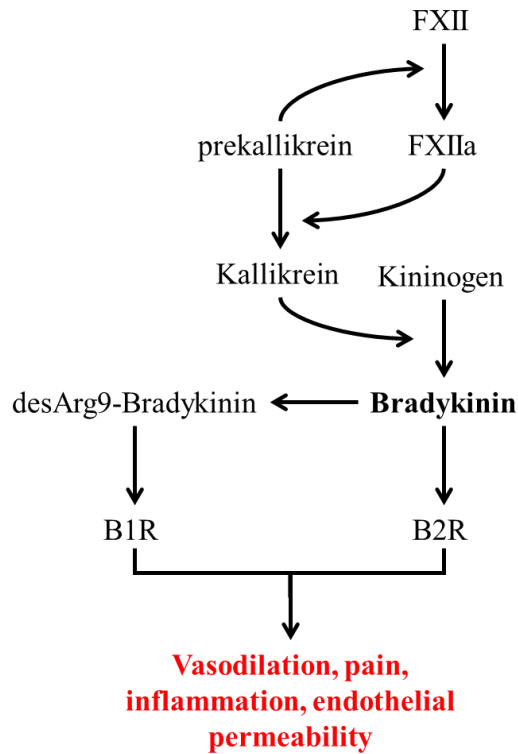 FXII
prekallikrein
FXIIa
Kallikrein
Kininogen
desArg9-Bradykinin
Bradykinin
B1R
B2R
Vasodilation, pain,
inflammation, endothelial
permeability